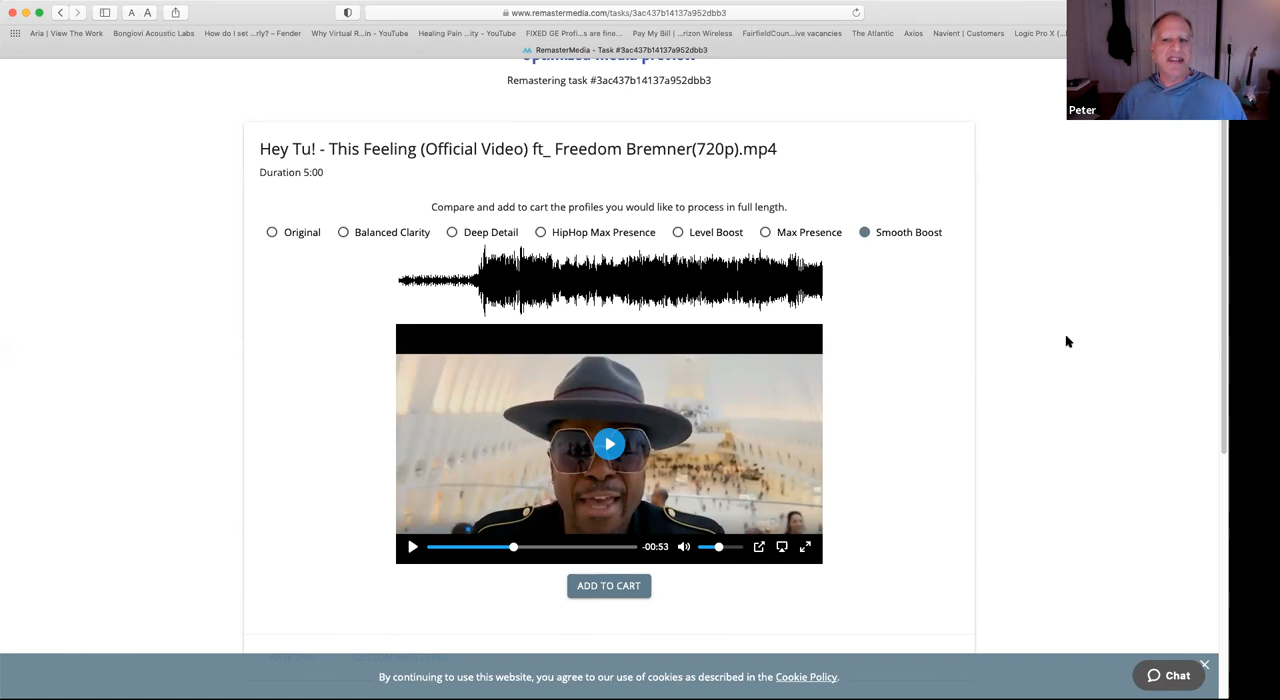 A A
www.remastermedia.com/tasks/3ac437b14137a952dbb3
Aria | View The Work Bongiovi Acoustic Labs How do I set ...rly? – Fender Why Virtual R...in - YouTube Healing Pain ...ity - YouTube FIXED GE Profi...s are fine... Pay My Bill |...rizon Wireless FairfieldCoun...ive vacancies The Atlantic Axios Navient | Customers Logic Pro X (...
RemasterMedia - Task #3ac437b14137a952dbb3
Peter
Optimized media preview
Remastering task #3ac437b14137a952dbb3
Hey Tu! - This Feeling (Official Video) ft_ Freedom Bremner(720p).mp4
Duration 5:00
Compare and add to cart the profiles you would like to process in full length.
Original Balanced Clarity Deep Detail HipHop Max Presence Level Boost Max Presence Smooth Boost
-00:53
ADD TO CART
By continuing to use this website, you agree to our use of cookies as described in the Cookie Policy.
Chat